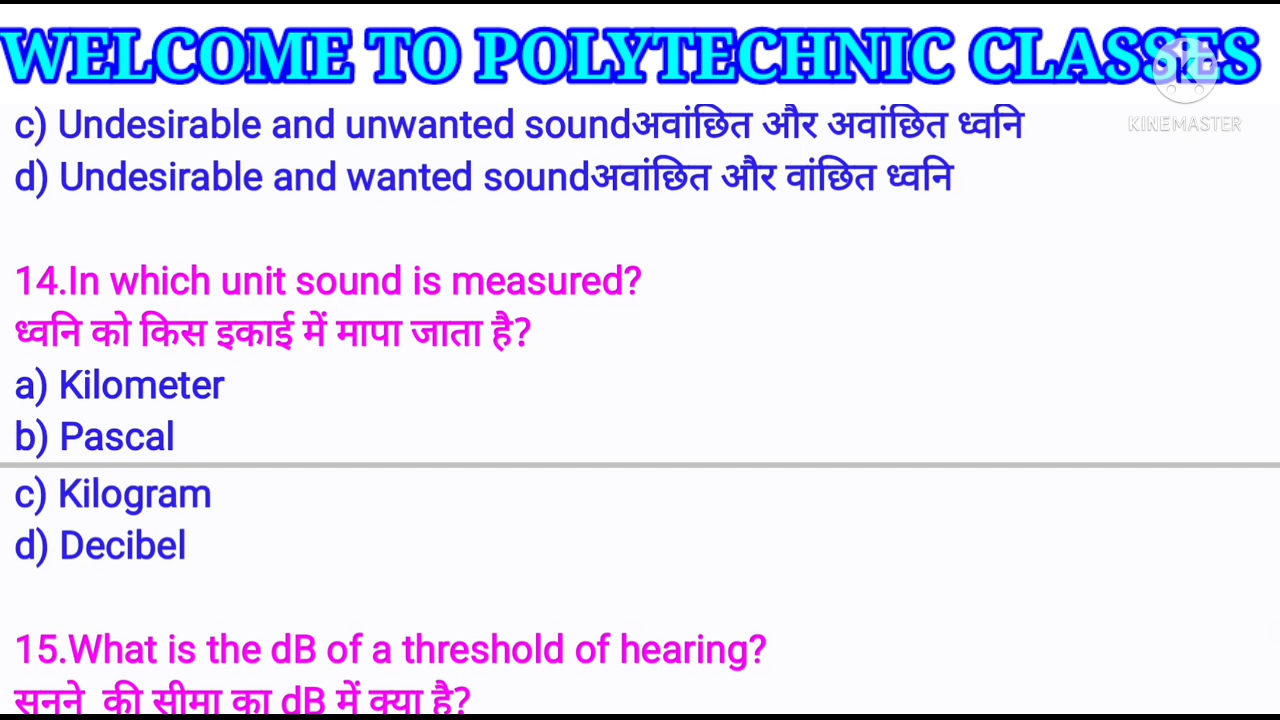 WELCOME TO POLYTECHNIC CLASSES
KINEMASTER
c) Undesirable and unwanted soundअवांछित और अवांछित ध्वनि
d) Undesirable and wanted soundअवांछित और वांछित ध्वनि
14.In which unit sound is measured?
ध्वनि को किस इकाई में मापा जाता है?
a) Kilometer
b) Pascal
c) Kilogram
d) Decibel
15.What is the dB of a threshold of hearing?
सुनने की सीमा का dB में क्या है?